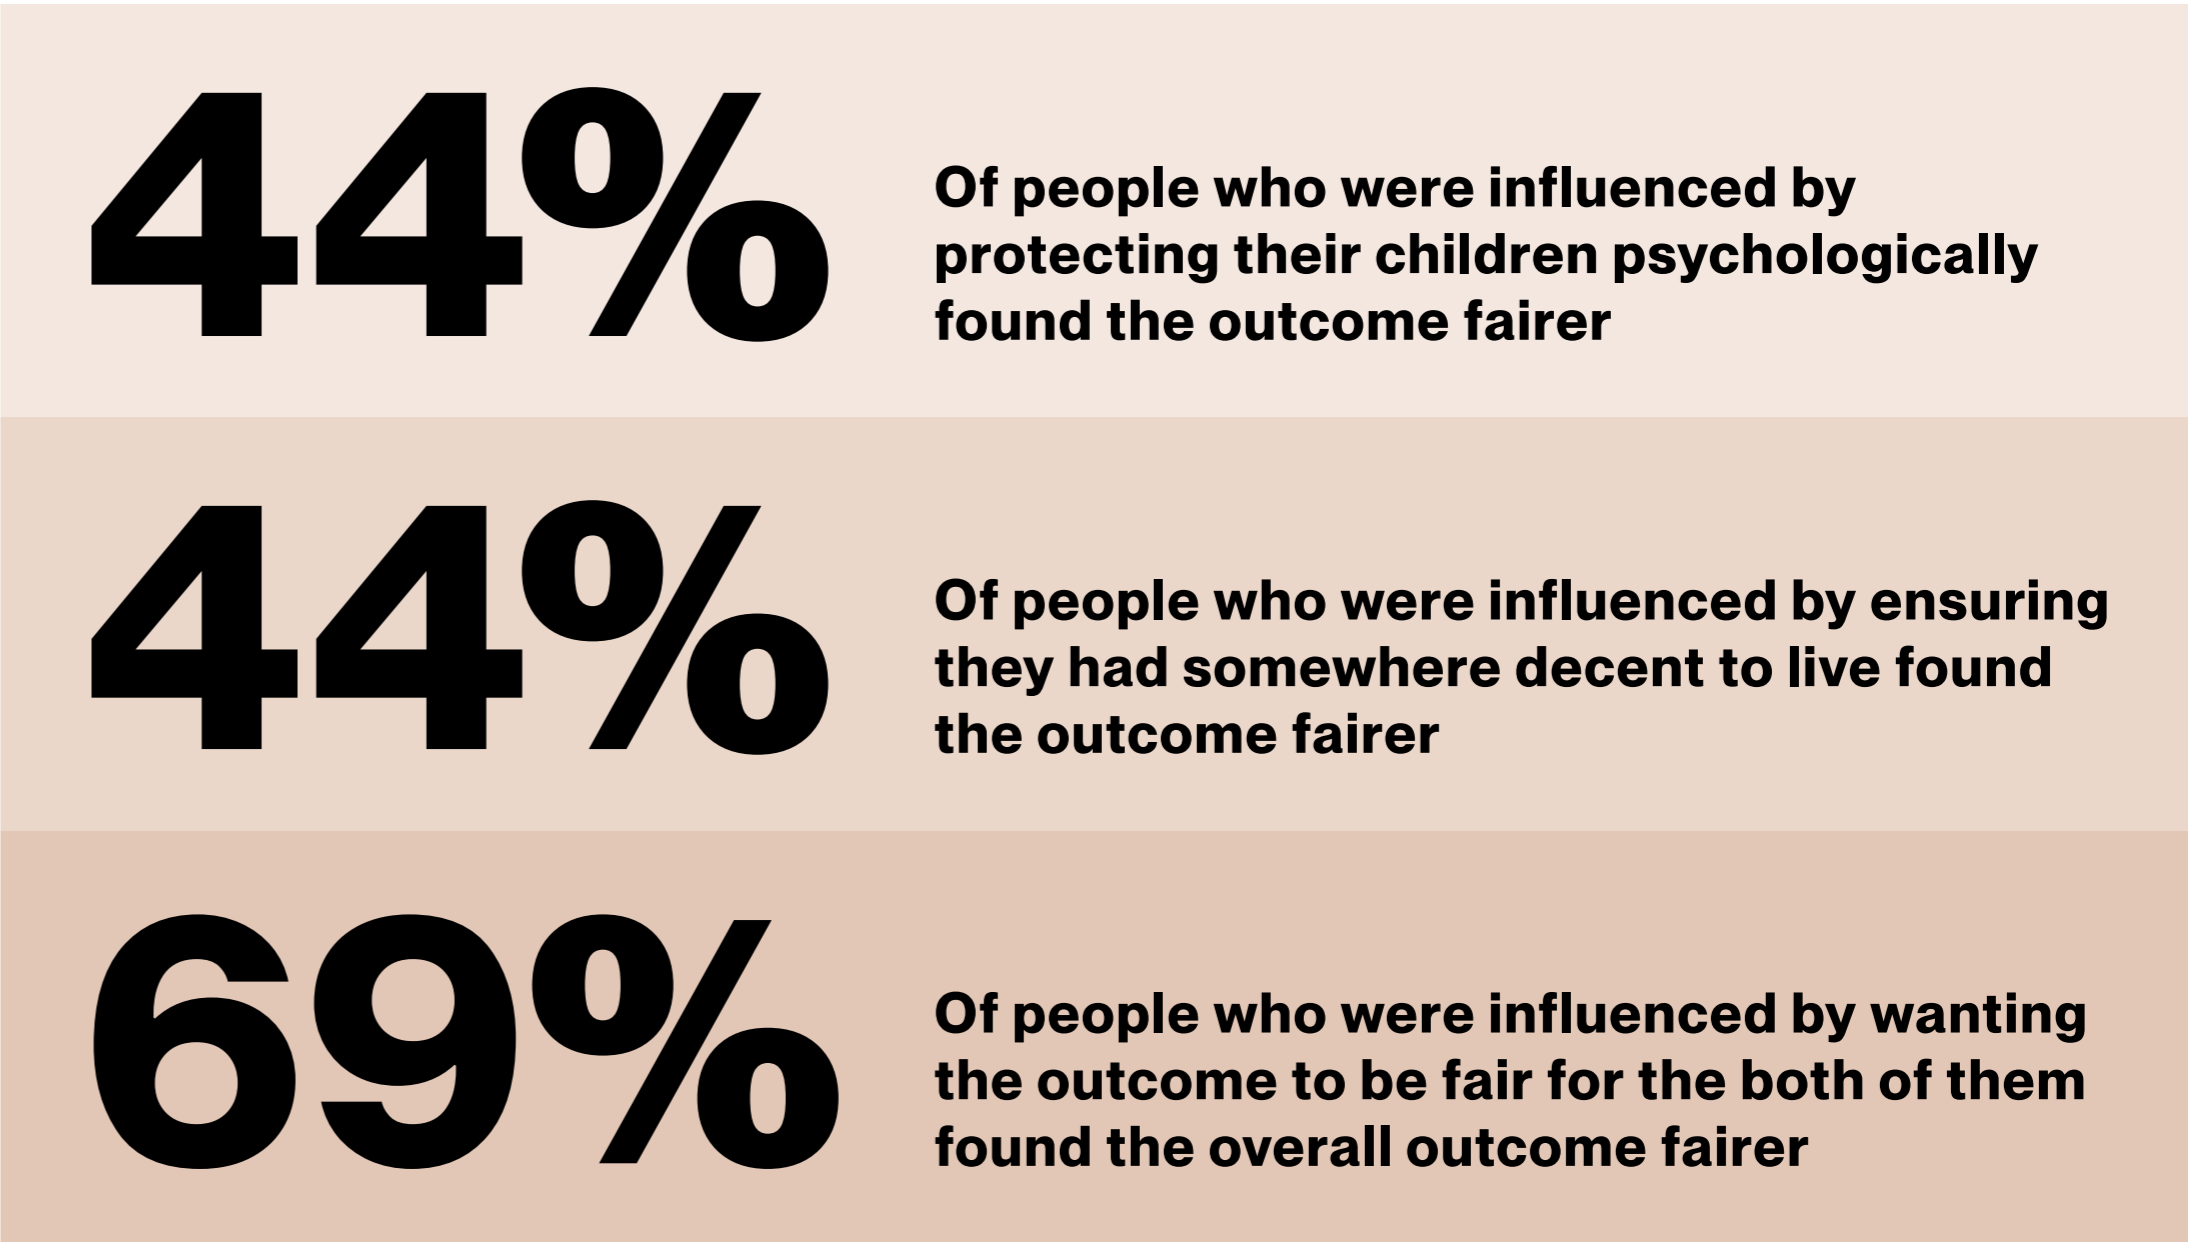 44%
Of people who were influenced by
protecting their children psychologically
found the outcome fairer
44%
Of people who were influenced by ensuring
they had somewhere decent to live found
the outcome fairer
69%
Of people who were influenced by wanting
the outcome to be fair for the both of them
found the overall outcome fairer